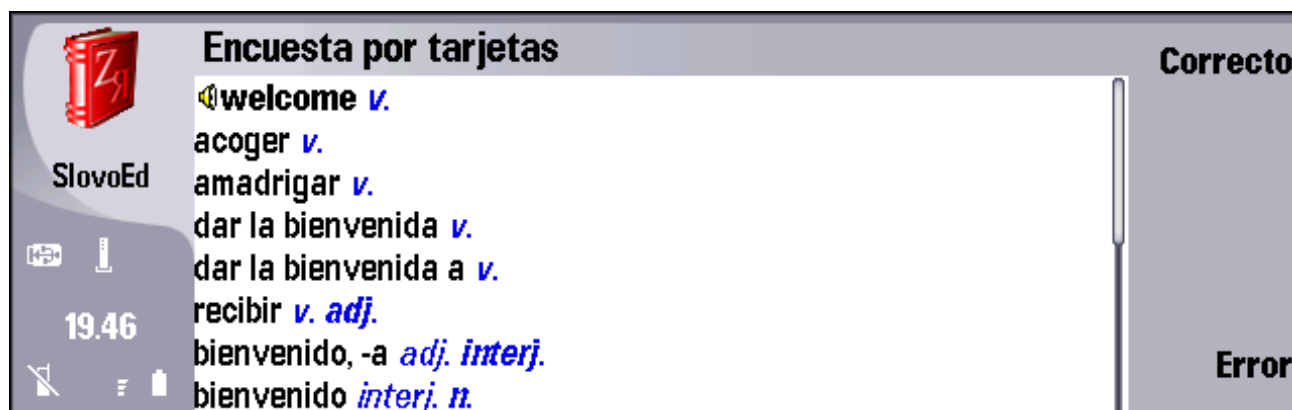 Encuesta por tarjetas
Correcto
welcome v.
acoger v.
SlovoEd
amadrigar v.
dar la bienvenida v.
dar la bienvenida a v.
recibir v. adj.
19.46
bienvenido, -a adj. interj.
Error
bienvenido interj. n.